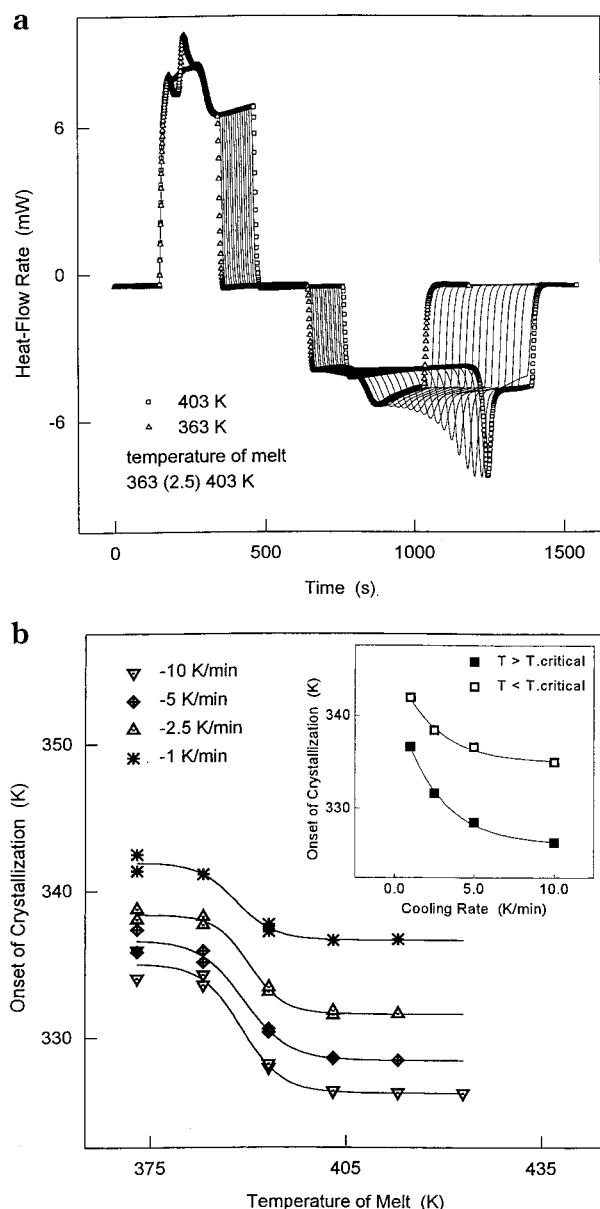 a
6
0
-6
Heat-Flow Rate (mW)
□ 403 K
△ 363 K
temperature of melt
363 (2.5) 403 K
0 500 1000 1500
Time (s)
b
-10 K/min
-5 K/min
-2.5 K/min
-1 K/min
350
340
330
Onset of Crystallization (K)
T > T.critical
T < T.critical
340
330
Onset of Crystallization (K)
0.0 5.0 10.0
Cooling Rate (K/min)
375 405 435
Temperature of Melt (K)